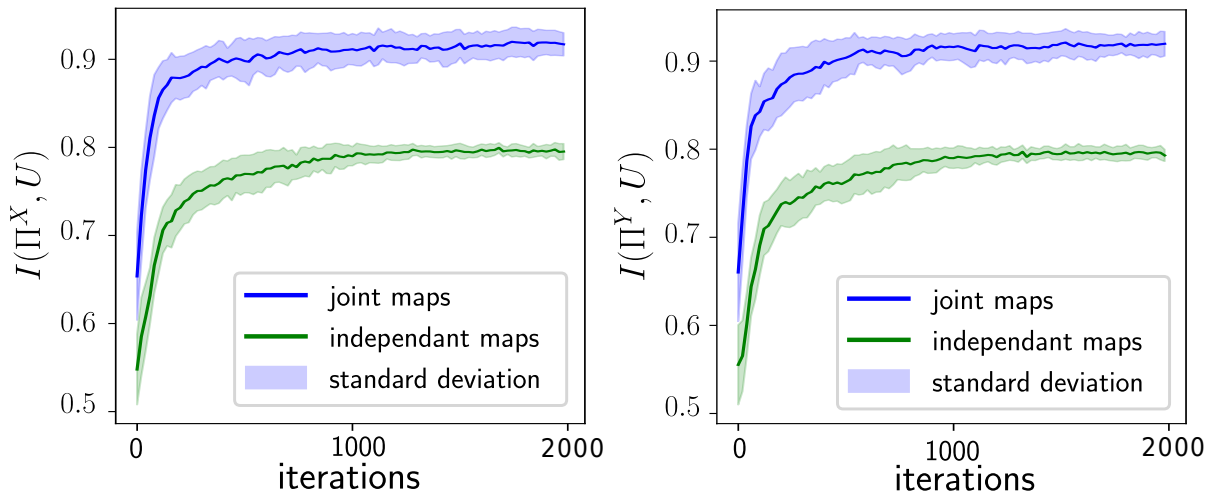 I(Π^X, U)
0.9
0.8
0.7
0.6
0.5
joint maps
independant maps
standard deviation
0 1000 2000
iterations
I(Π^Y, U)
0.9
0.8
0.7
0.6
0.5
joint maps
independant maps
standard deviation
0 1000 2000
iterations